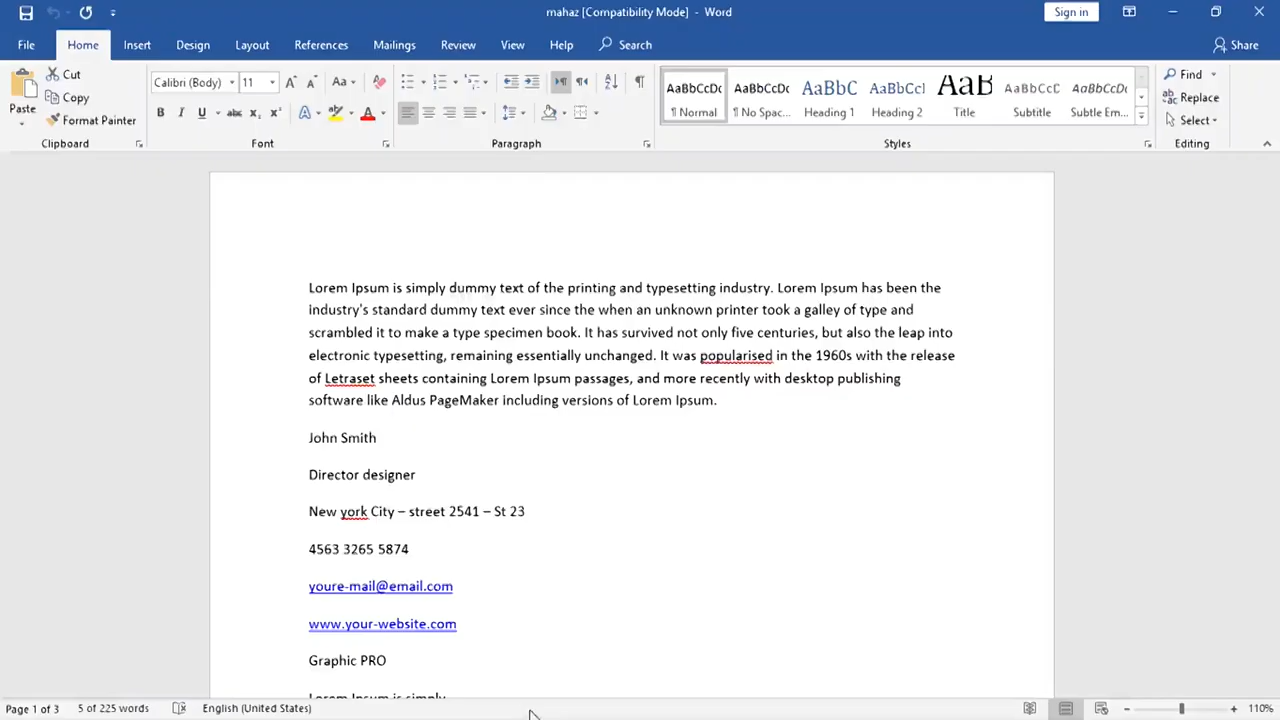 mahaz [Compatibility Mode] - Word
Sign in
File Home Insert Design Layout References Mailings Review View Help Search Share
Paste
Cut
Copy
Format Painter
Clipboard
Calibri (Body) 11
Font
Paragraph
AaBbCcDc AaBbCcDc AaBbC AaBbCcI AaB AaBbCcC AaBbCcDc
¶ Normal ¶ No Spac... Heading 1 Heading 2 Title Subtitle Subtle Em...
Styles
Find
Replace
Select
Editing
Lorem Ipsum is simply dummy text of the printing and typesetting industry. Lorem Ipsum has been the
industry's standard dummy text ever since the when an unknown printer took a galley of type and
scrambled it to make a type specimen book. It has survived not only five centuries, but also the leap into
electronic typesetting, remaining essentially unchanged. It was popularised in the 1960s with the release
of Letraset sheets containing Lorem Ipsum passages, and more recently with desktop publishing
software like Aldus PageMaker including versions of Lorem Ipsum.
John Smith
Director designer
New york City – street 2541 – St 23
4563 3265 5874
youre-mail@email.com
www.your-website.com
Graphic PRO
Lorem Ipsum is simply
Page 1 of 3 5 of 225 words English (United States) 110%